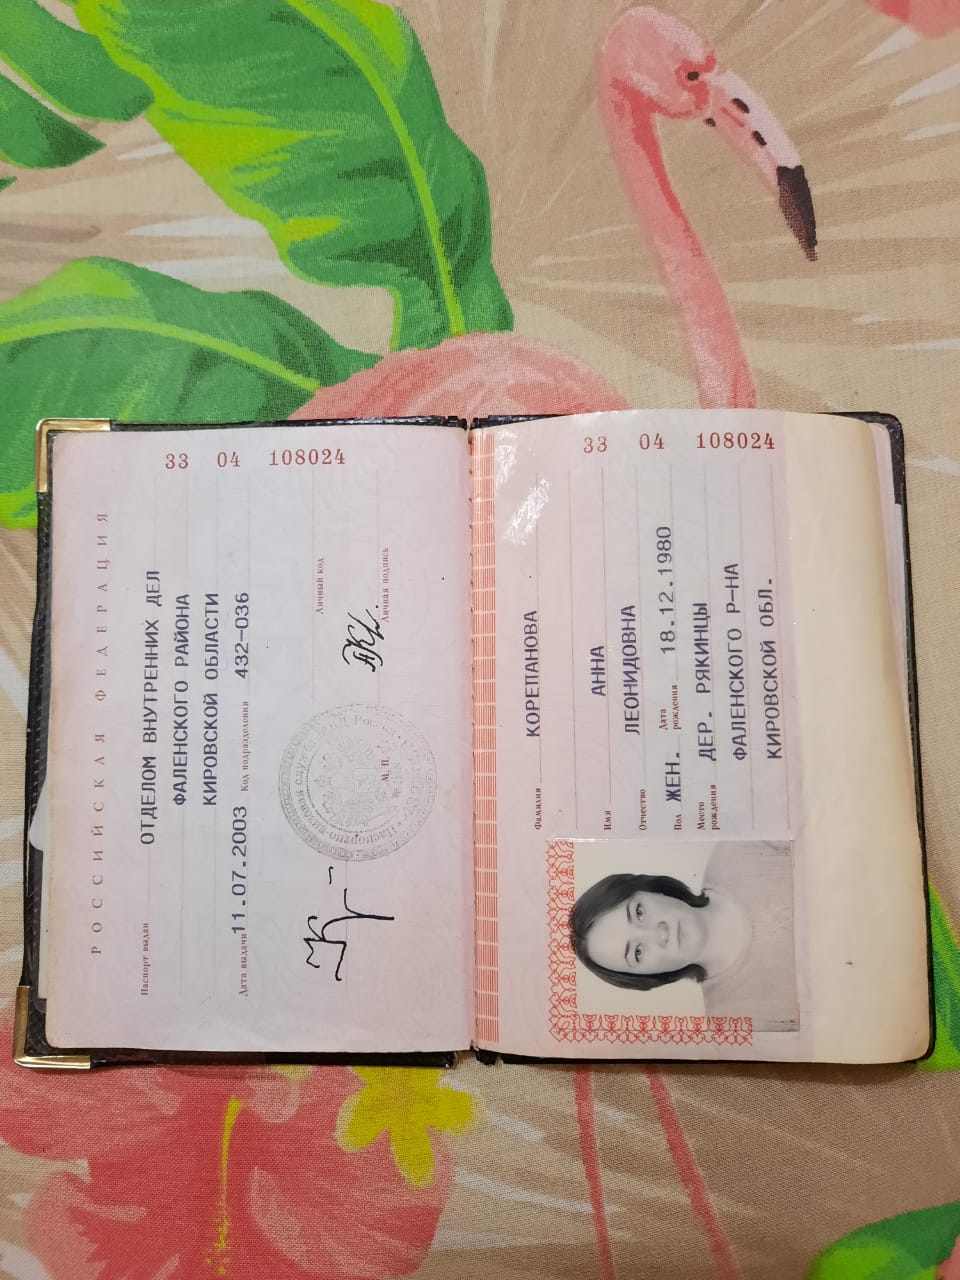 РОССИЙСКАЯ ФЕДЕРАЦИЯ
33 04 108024
Паспорт выдан
ОТДЕЛОМ ВНУТРЕННИХ ДЕЛ
ФАЛЕНСКОГО РАЙОНА
КИРОВСКОЙ ОБЛАСТИ
Дата выдачи 11.07.2003 Код подразделения 432-036
Личный код
Личная подпись
М. П.
33 04 108024
Фамилия КОРЕПАНОВА
Имя АННА
Отчество ЛЕОНИДОВНА
Пол ЖЕН. Дата рождения 18.12.1980
Место рождения ДЕР. РЯКИНЦЫ
ФАЛЕНСКОГО Р-НА
КИРОВСКОЙ ОБЛ.